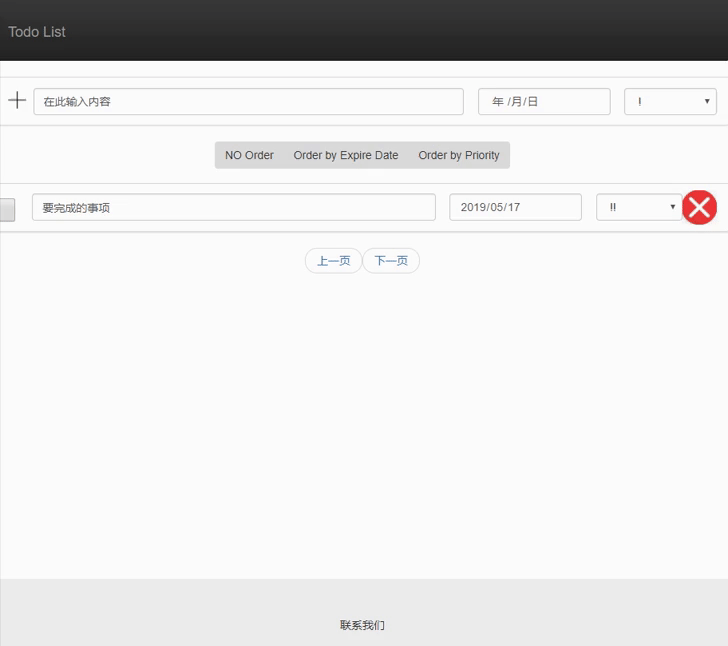 Todo List
在此输入内容 年 /月/日 !
NO Order Order by Expire Date Order by Priority
要完成的事项 2019/05/17 !!
上一页 下一页
联系我们